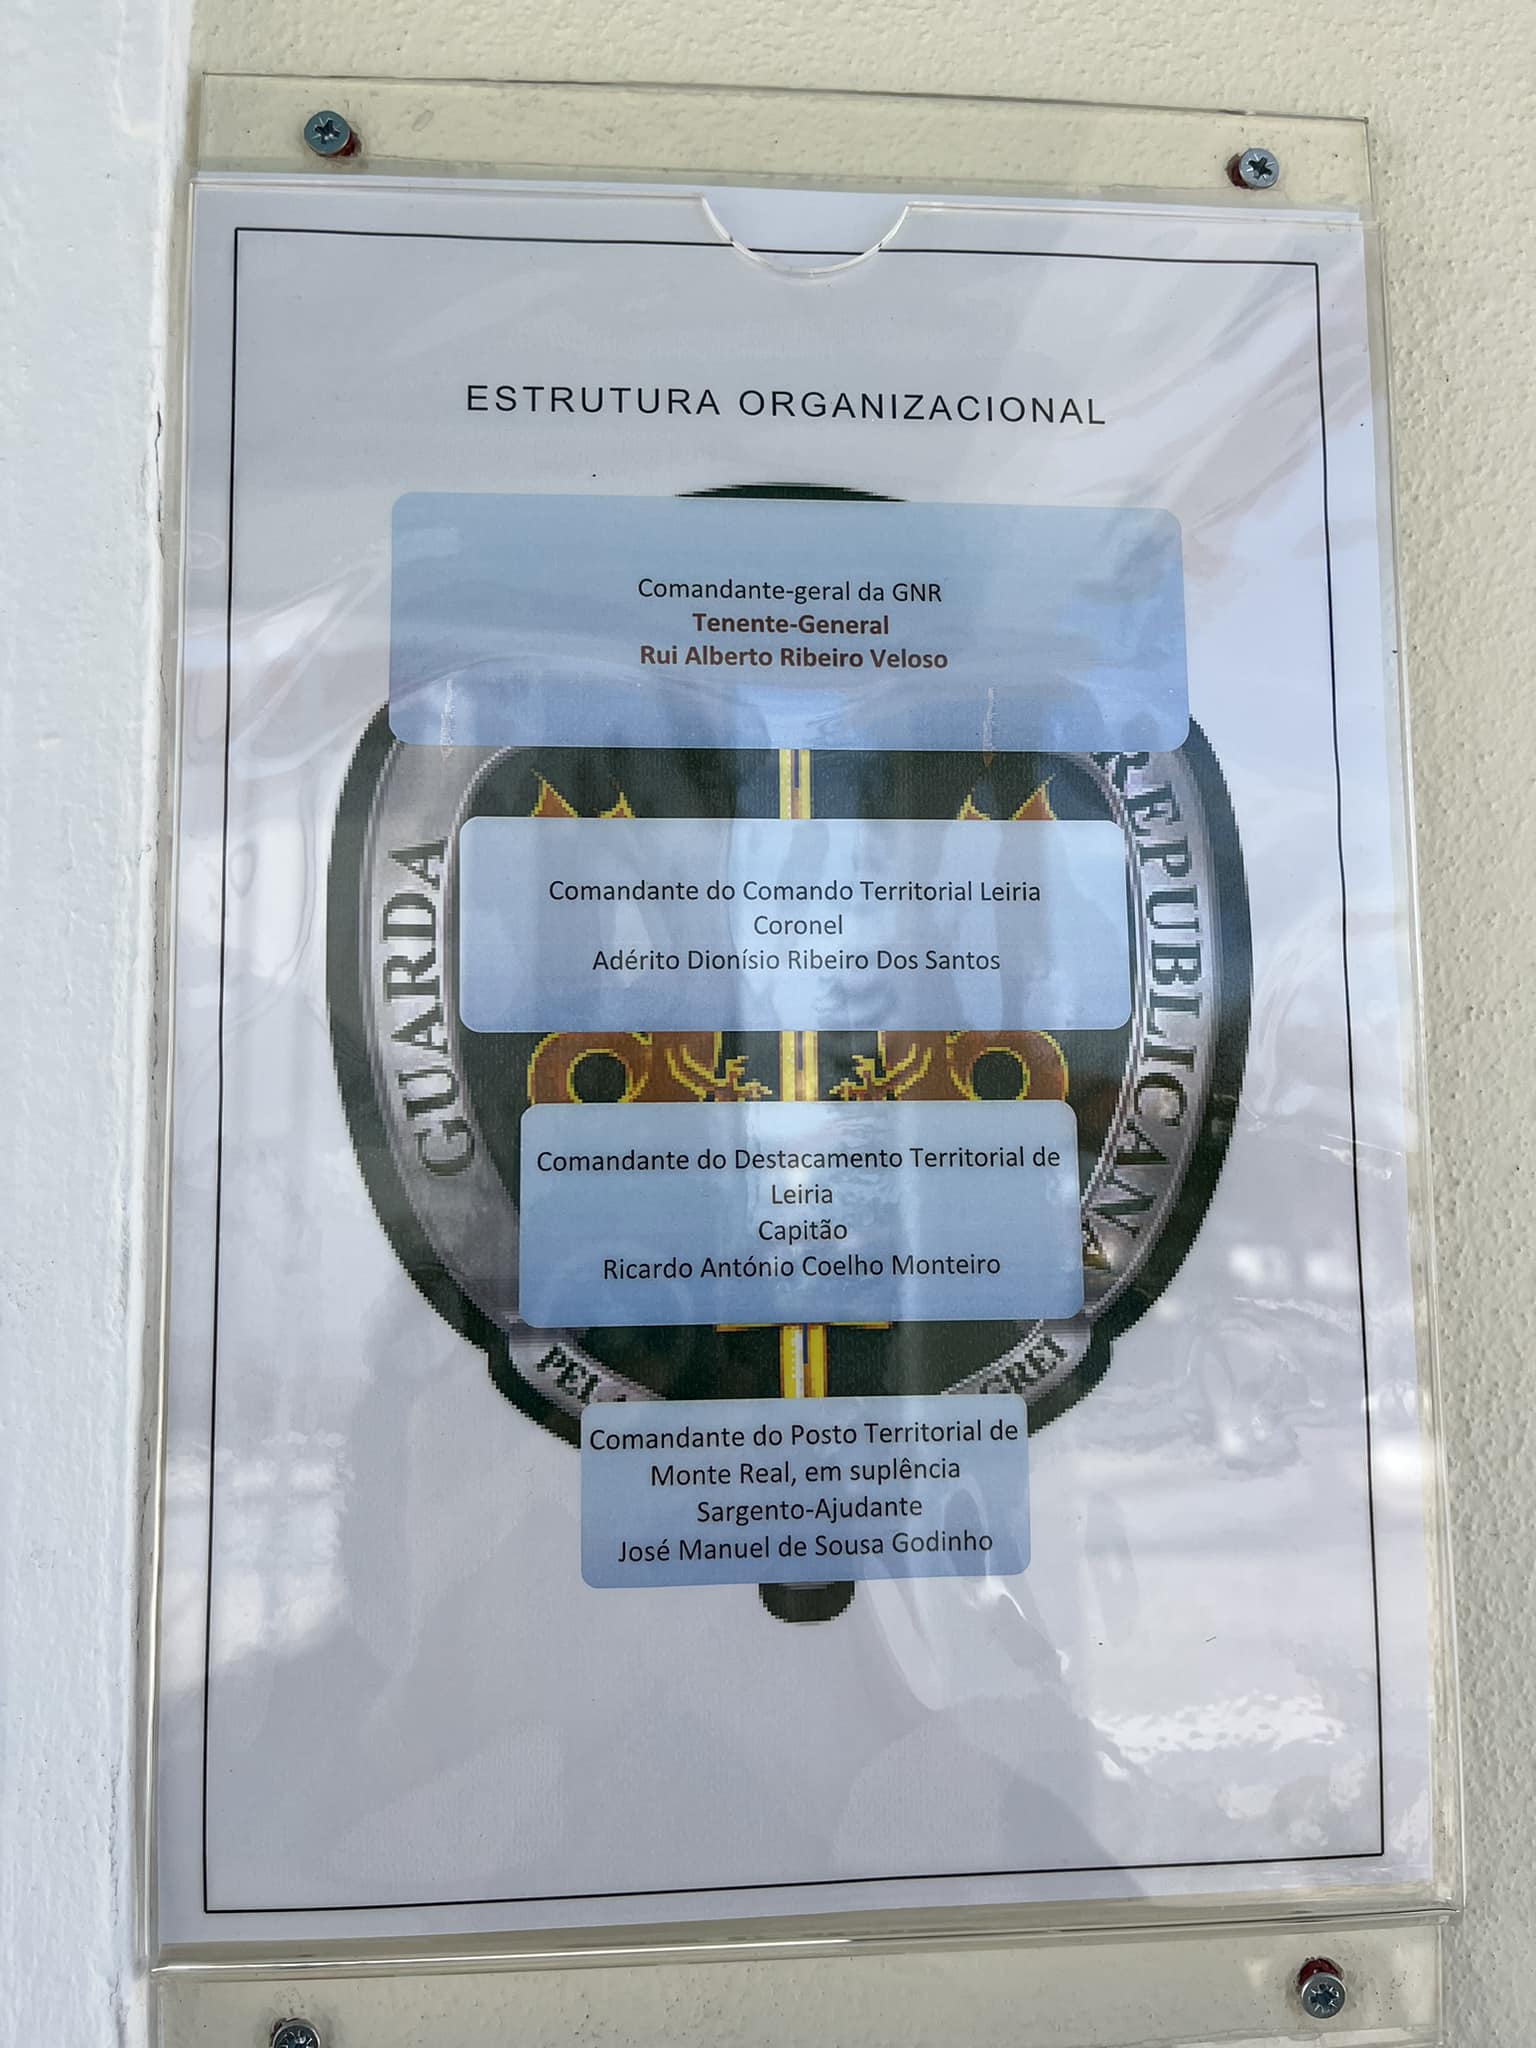 ESTRUTURA ORGANIZACIONAL
Comandante-geral da GNR
Tenente-General
Rui Alberto Ribeiro Veloso
Comandante do Comando Territorial Leiria
Coronel
Adérito Dionísio Ribeiro Dos Santos
Comandante do Destacamento Territorial de
Leiria
Capitão
Ricardo António Coelho Monteiro
Comandante do Posto Territorial de
Monte Real, em suplência
Sargento-Ajudante
José Manuel de Sousa Godinho
GUARDA
REPUBLICANA
GREI